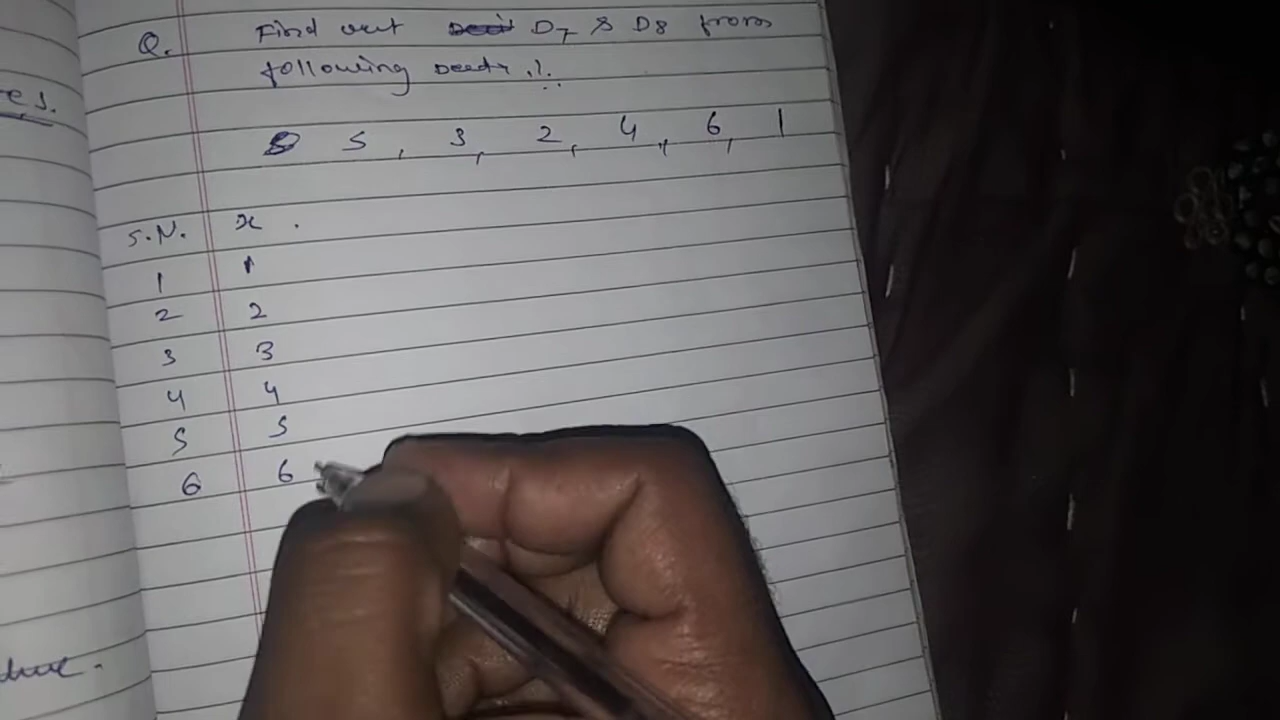 es.
Q. Find out D7 & D8 from
following
5, 3, 2, 4, 6, 1
S.N. x.
1 1
2 2
3 3
4 4
5 5
6 6